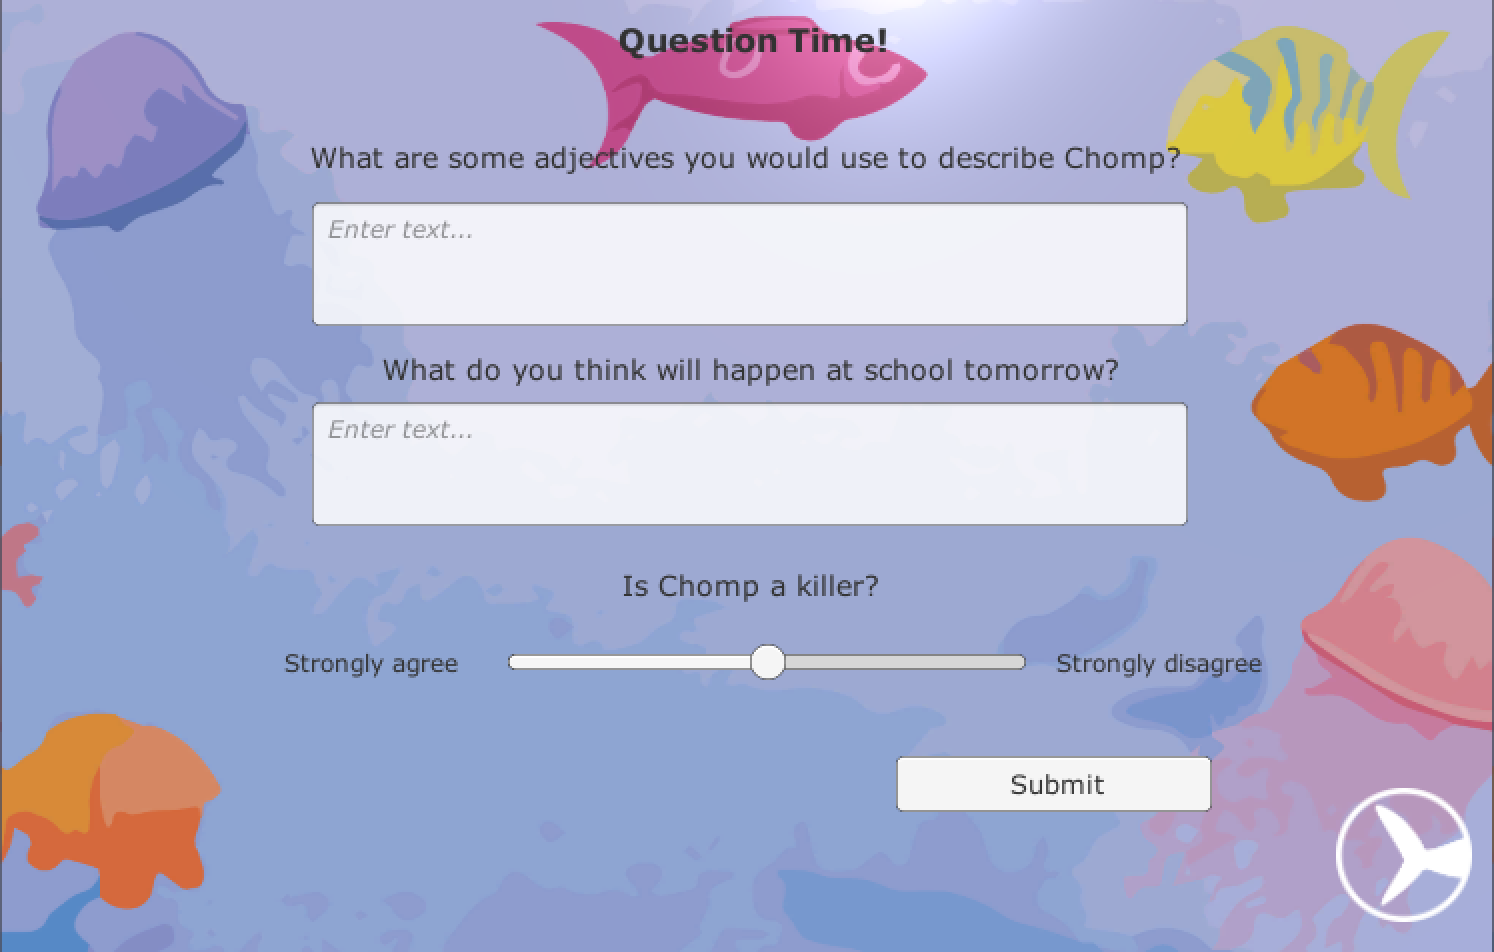 Question Time!
What are some adjectives you would use to describe Chomp?
Enter text...
What do you think will happen at school tomorrow?
Enter text...
Is Chomp a killer?
Strongly agree
Strongly disagree
Submit